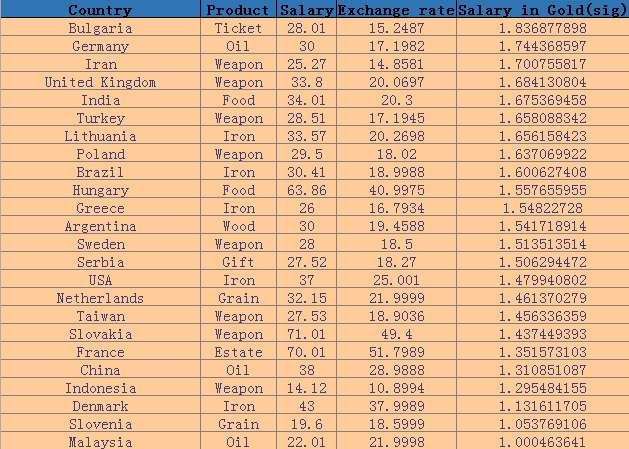 Country Product Salary Exchange rate Salary in Gold(sig)
Bulgaria Ticket 28.01 15.2487 1.836877898
Germany Oil 30 17.1982 1.744368597
Iran Weapon 25.27 14.8581 1.700755817
United Kingdom Weapon 33.8 20.0697 1.684130804
India Food 34.01 20.3 1.675369458
Turkey Weapon 28.51 17.1945 1.658088342
Lithuania Iron 33.57 20.2698 1.656158423
Poland Weapon 29.5 18.02 1.637069922
Brazil Iron 30.41 18.9988 1.600627408
Hungary Food 63.86 40.9975 1.557655955
Greece Iron 26 16.7934 1.54822728
Argentina Wood 30 19.4588 1.541718914
Sweden Weapon 28 18.5 1.513513514
Serbia Gift 27.52 18.27 1.506294472
USA Iron 37 25.001 1.479940802
Netherlands Grain 32.15 21.9999 1.461370279
Taiwan Weapon 27.53 18.9036 1.456336359
Slovakia Weapon 71.01 49.4 1.437449393
France Estate 70.01 51.7989 1.351573103
China Oil 38 28.9888 1.310851087
Indonesia Weapon 14.12 10.8994 1.295484155
Denmark Iron 43 37.9989 1.131611705
Slovenia Grain 19.6 18.5999 1.053769106
Malaysia Oil 22.01 21.9998 1.000463641